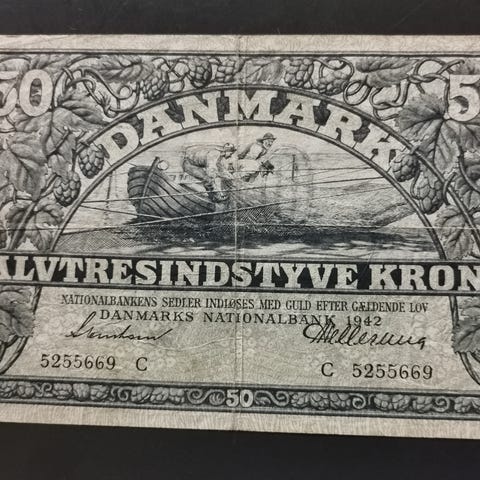 50 5
DANMARK
ALVTRESINDSTYVE KRON
NATIONALBANKENS SEDLER INDLØSES MED GULD EFTER GÆLDENDE LOV
DANMARKS NATIONALBANK 1942
5255669 C C 5255669
50